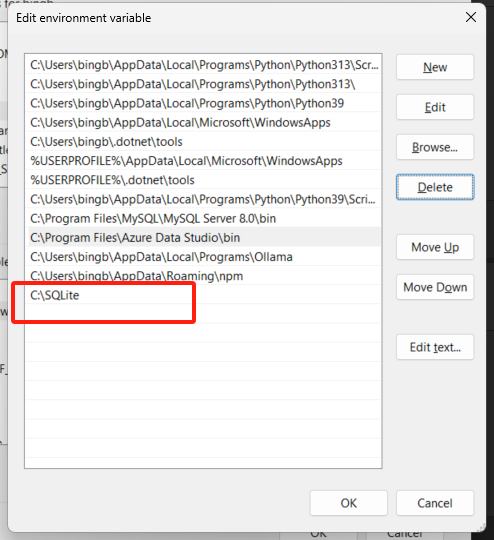 s for bingb
Edit environment variable
C:\Users\bingb\AppData\Local\Programs\Python\Python313\Scr...
C:\Users\bingb\AppData\Local\Programs\Python\Python313\
C:\Users\bingb\AppData\Local\Programs\Python\Python39
C:\Users\bingb\AppData\Local\Microsoft\WindowsApps
C:\Users\bingb\.dotnet\tools
%USERPROFILE%\AppData\Local\Microsoft\WindowsApps
%USERPROFILE%\.dotnet\tools
C:\Users\bingb\AppData\Local\Programs\Python\Python39\Scri...
C:\Program Files\MySQL\MySQL Server 8.0\bin
C:\Program Files\Azure Data Studio\bin
C:\Users\bingb\AppData\Local\Programs\Ollama
C:\Users\bingb\AppData\Roaming\npm
C:\SQLite
New
Edit
Browse...
Delete
Move Up
Move Down
Edit text...
OK
Cancel
OK
Cancel